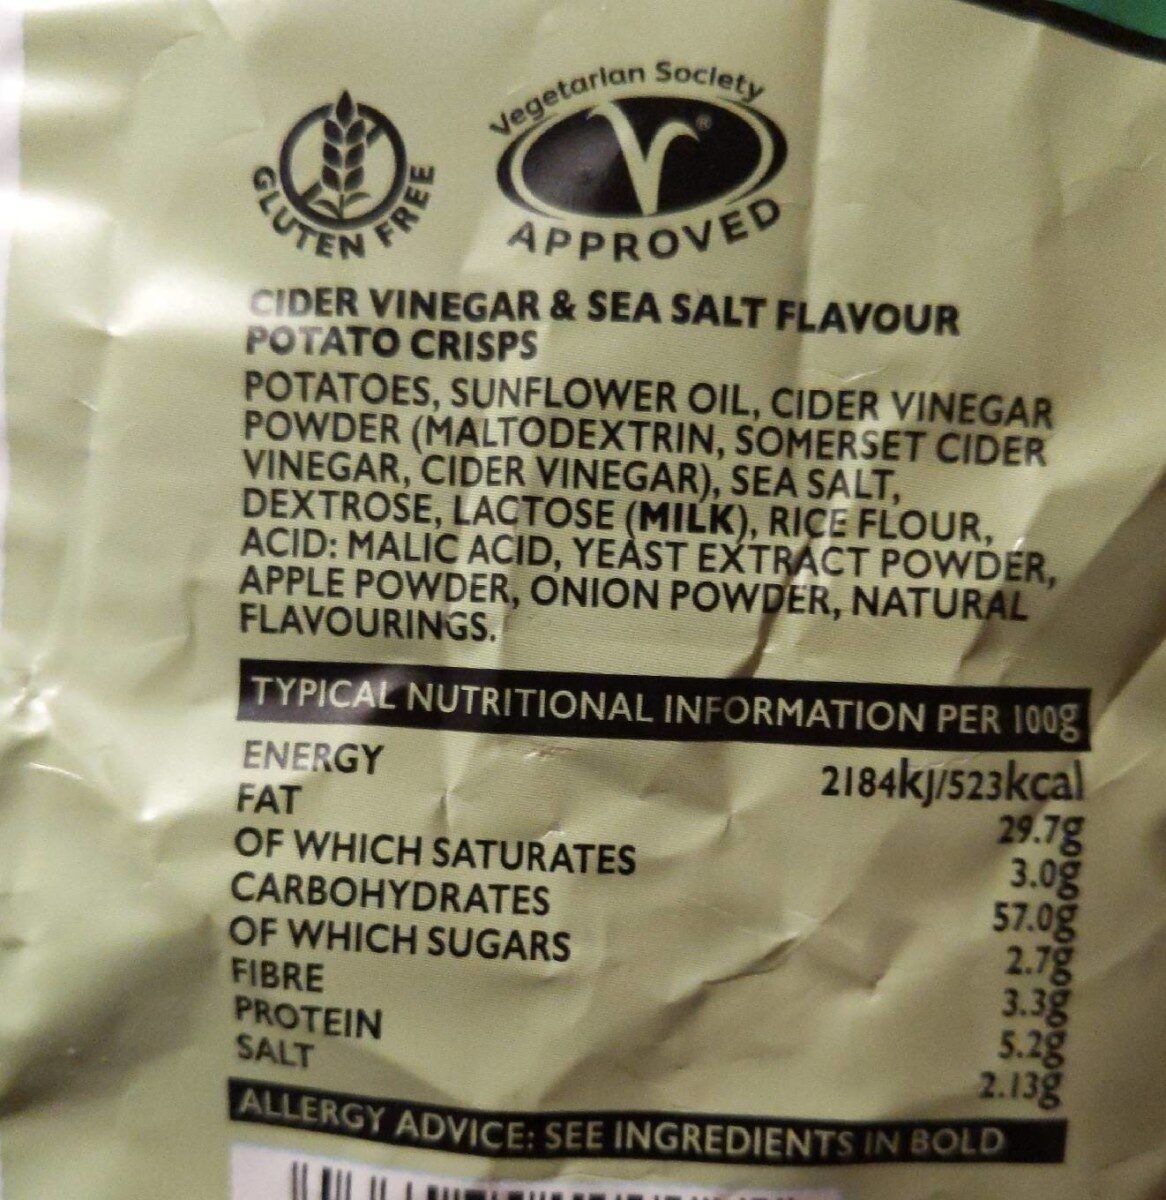 GLUTEN FREE
Vegetarian Society
APPROVED
CIDER VINEGAR & SEA SALT FLAVOUR
POTATO CRISPS
POTATOES, SUNFLOWER OIL, CIDER VINEGAR
POWDER (MALTODEXTRIN, SOMERSET CIDER
VINEGAR, CIDER VINEGAR), SEA SALT,
DEXTROSE, LACTOSE (MILK), RICE FLOUR,
ACID: MALIC ACID, YEAST EXTRACT POWDER,
APPLE POWDER, ONION POWDER, NATURAL
FLAVOURINGS.
TYPICAL NUTRITIONAL INFORMATION PER 100g
ENERGY 2184kJ/523kcal
FAT 29.7g
OF WHICH SATURATES 3.0g
CARBOHYDRATES 57.0g
OF WHICH SUGARS 2.7g
FIBRE 3.3g
PROTEIN 5.2g
SALT 2.13g
ALLERGY ADVICE: SEE INGREDIENTS IN BOLD